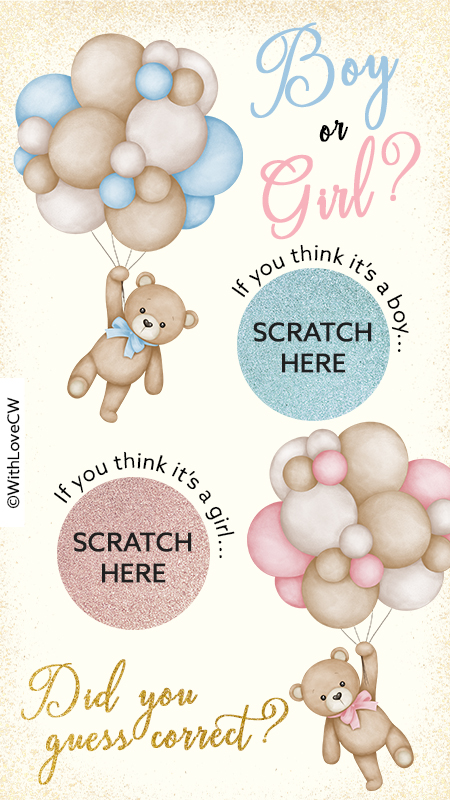 Boy
or
Girl?
If you think it's a boy...
SCRATCH
HERE
©WithLoveCW
If you think it's a girl...
SCRATCH
HERE
Did you
guess correct?